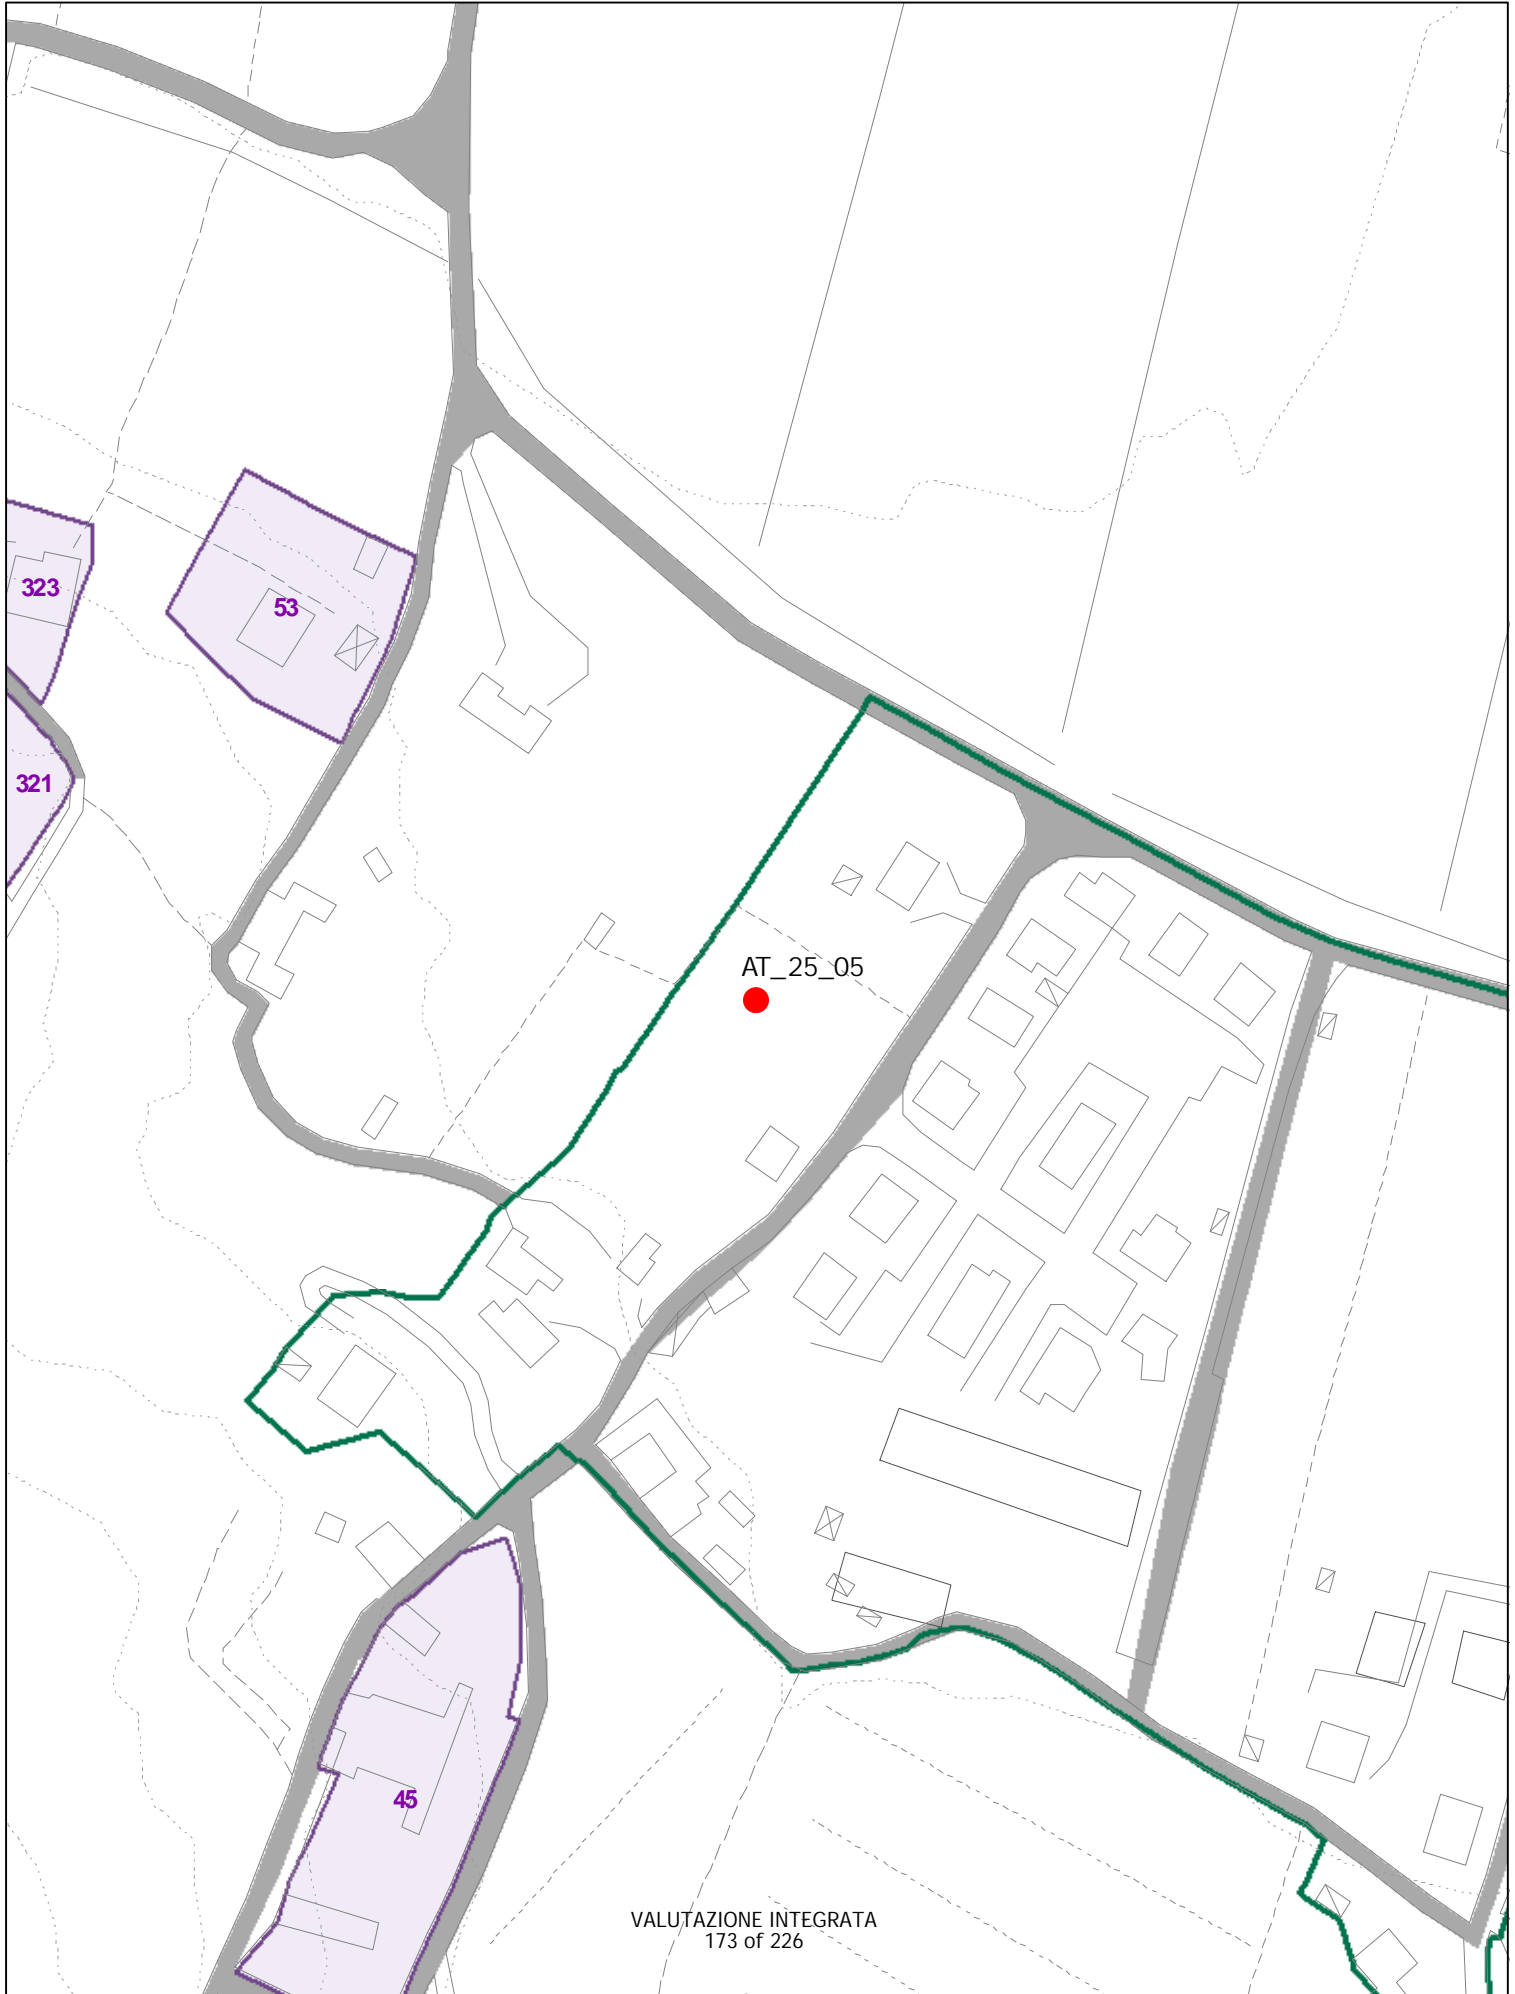 323
53
321
AT_25_05
45
VALUTAZIONE INTEGRATA
173 of 226